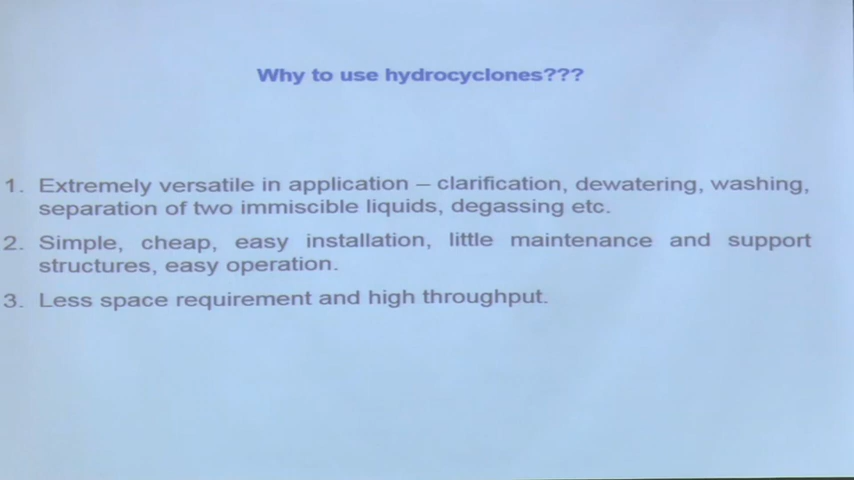 Why to use hydrocyclones???
1. Extremely versatile in application – clarification, dewatering, washing,
separation of two immiscible liquids, degassing etc.
2. Simple, cheap, easy installation, little maintenance and support
structures, easy operation.
3. Less space requirement and high throughput.